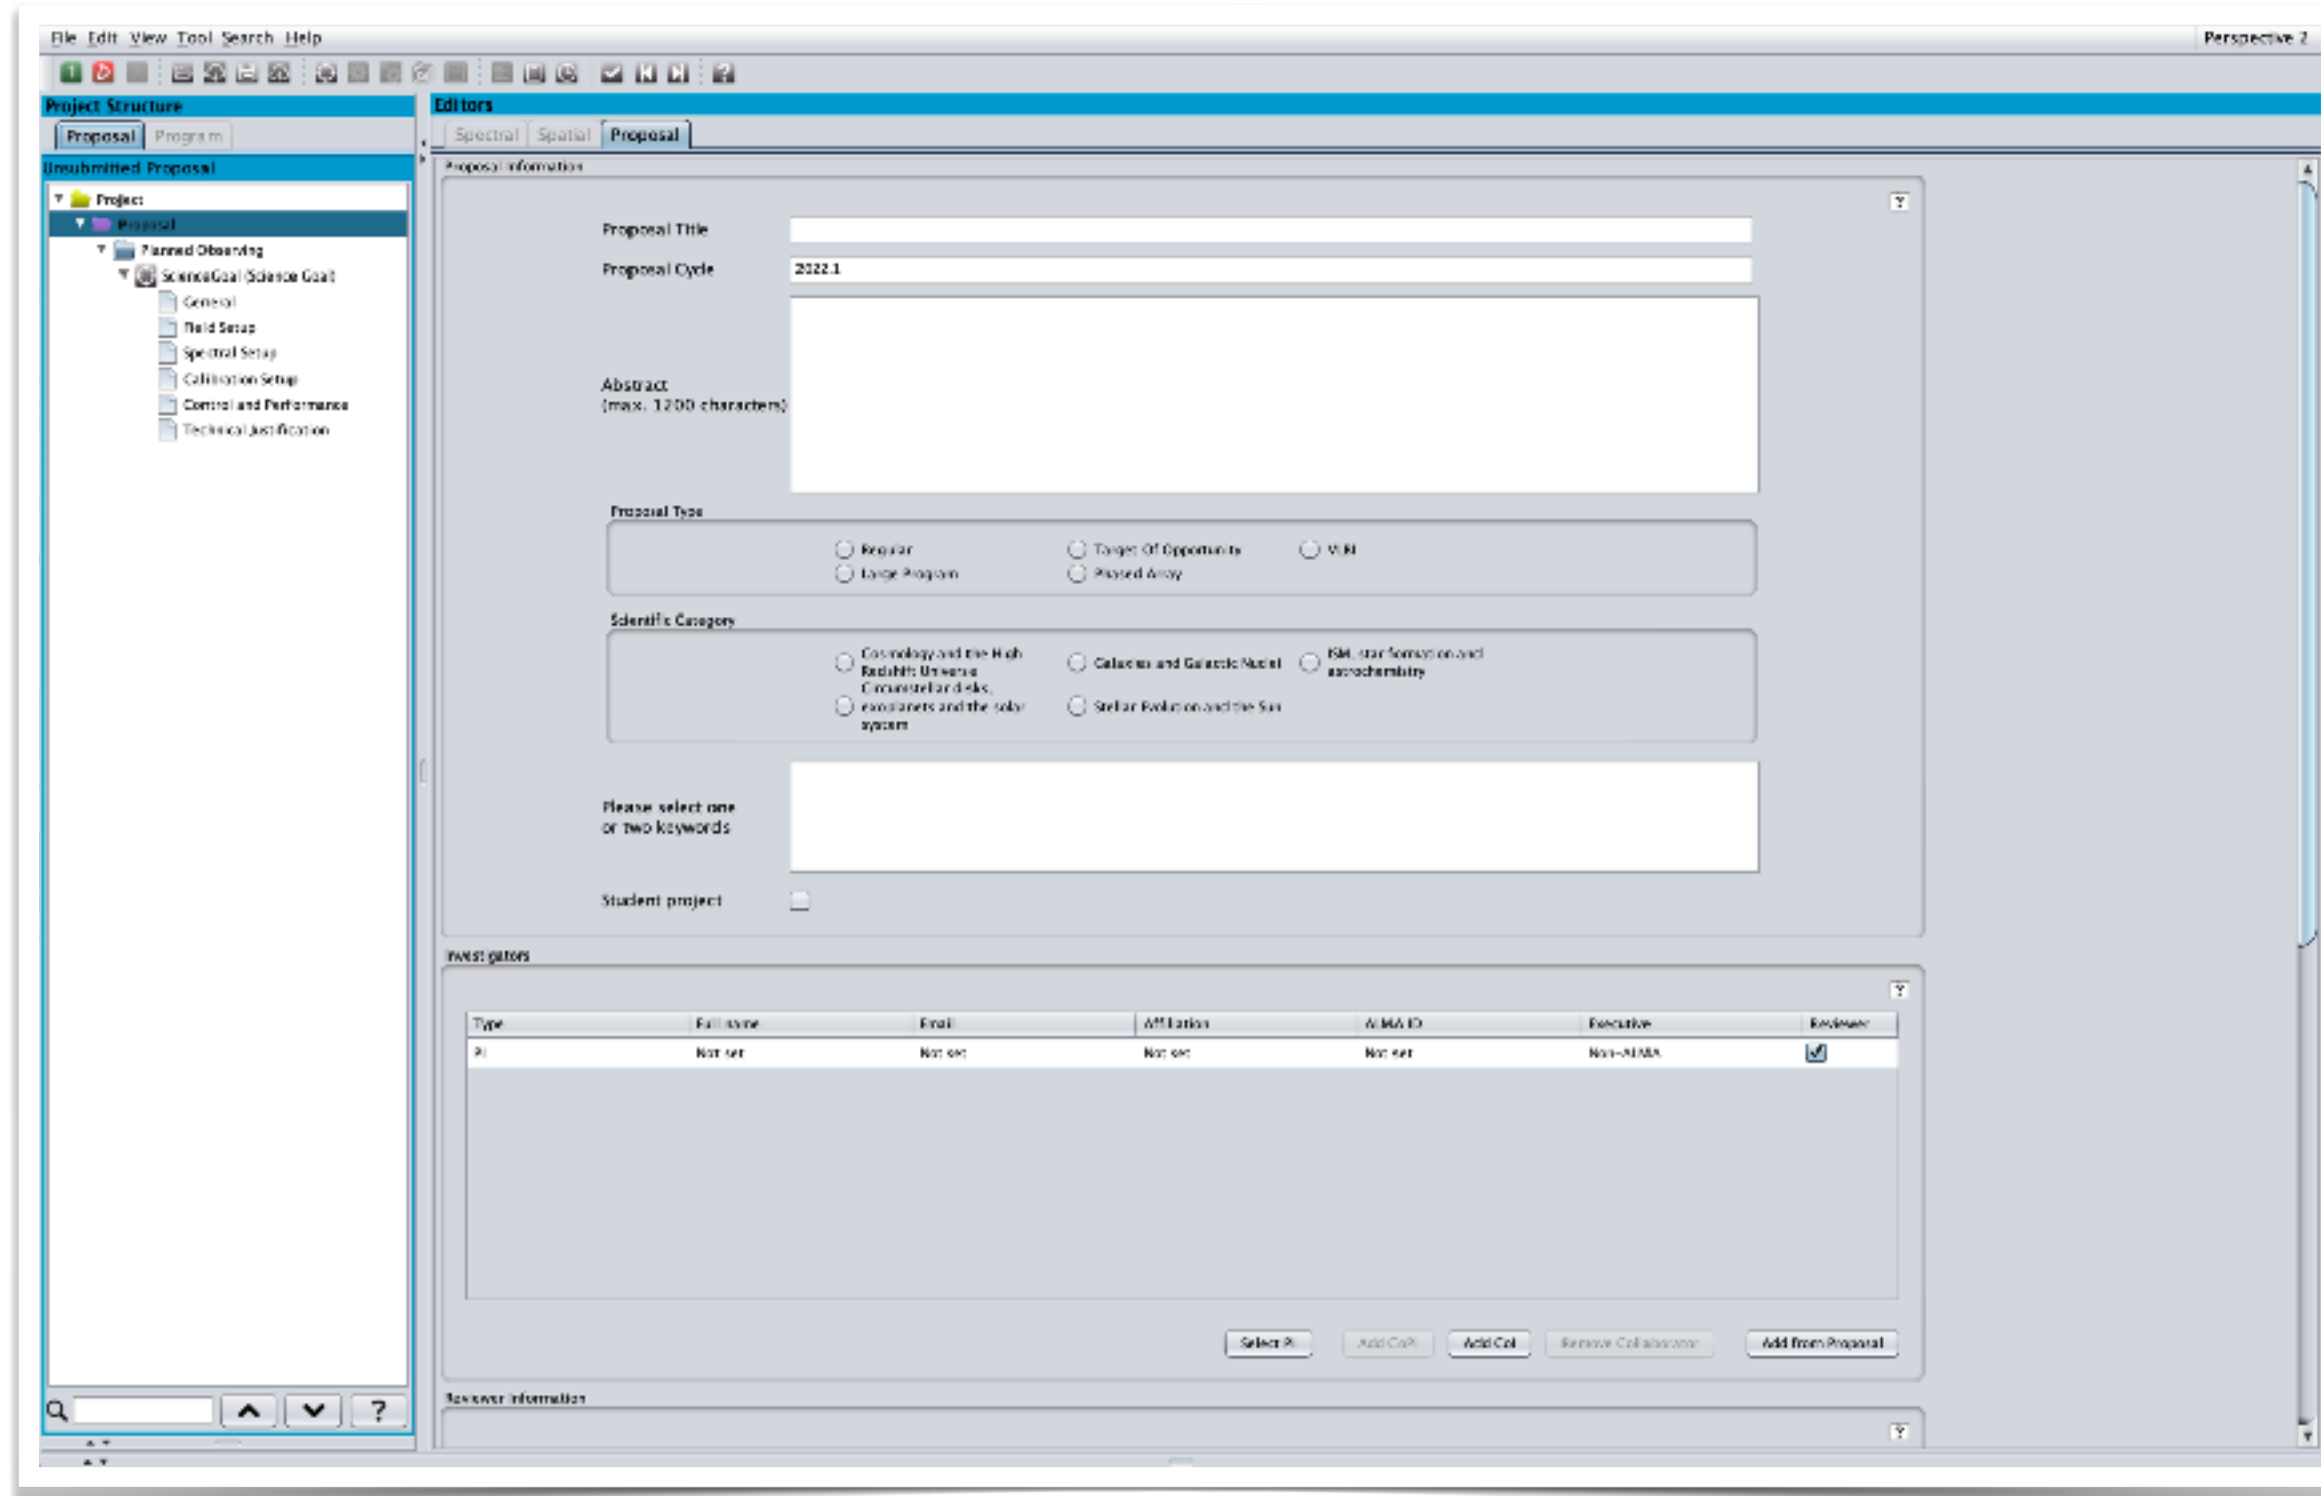 File Edit View Tool Search Help
Perspective 2
Project Structure
Proposal Program
Unsubmitted Proposal
Project
Proposal
Planned Observing
ScienceGoal (Science Goal)
General
Field Setup
Spectral Setup
Calibration Setup
Control and Performance
Technical Justification
?
Editors
Spectral Spatial Proposal
Proposal Information
?
Proposal Title
Proposal Cycle 2022.1
Abstract
(max. 1200 characters)
Proposal Type
Regular Target Of Opportunity VLBI
Large Program Phased Array
Scientific Category
Cosmology and the High
Redshift Universe
Galaxies and Galactic Nuclei
ISM, star formation and
astrochemistry
Circumstellar disks,
exoplanets and the solar
system
Stellar Evolution and the Sun
Please select one
or two keywords
Student project
Investigators
?
Type Full name Email Affiliation ALMA ID Executive Reviewer
PI Not set Not set Not set Not set Non-ALMA
Select PI Add CoPI Add CoI Remove Collaborator Add from Proposal
Reviewer Information
?